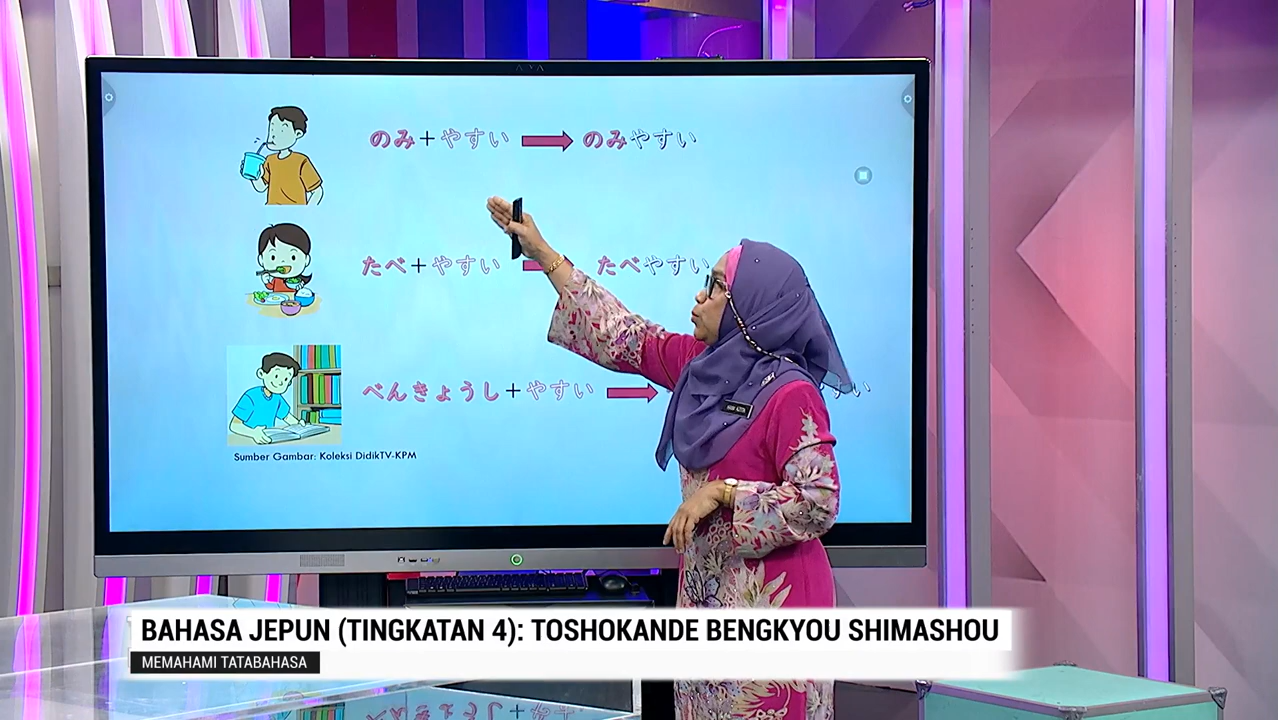 のみ+やすい のみやすい
たべ+やすい たべやすい
べんきょうし+やすい
Sumber Gambar: Koleksi DidikTV-KPM
BAHASA JEPUN (TINGKATAN 4): TOSHOKANDE BENGKYOU SHIMASHOU
MEMAHAMI TATABAHASA